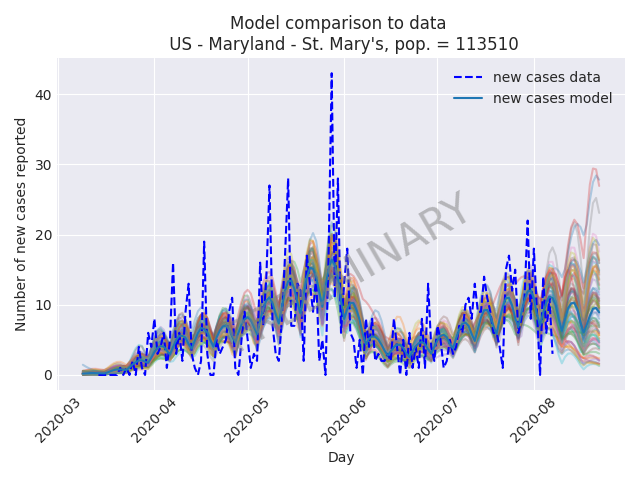 Model comparison to data
US - Maryland - St. Mary's, pop. = 113510
new cases data
new cases model
Number of new cases reported
40
30
20
10
0
2020-03
2020-04
2020-05
2020-06
2020-07
2020-08
Day